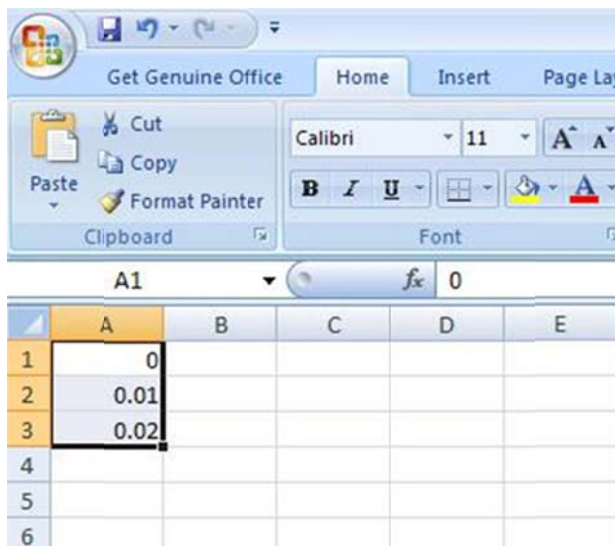 Get Genuine Office Home Insert Page La
Cut
Calibri 11 A A
Copy
Paste
B I U A
Format Painter
Clipboard Font
A1 fx 0
A B C D E
1 0
2 0.01
3 0.02
4
5
6